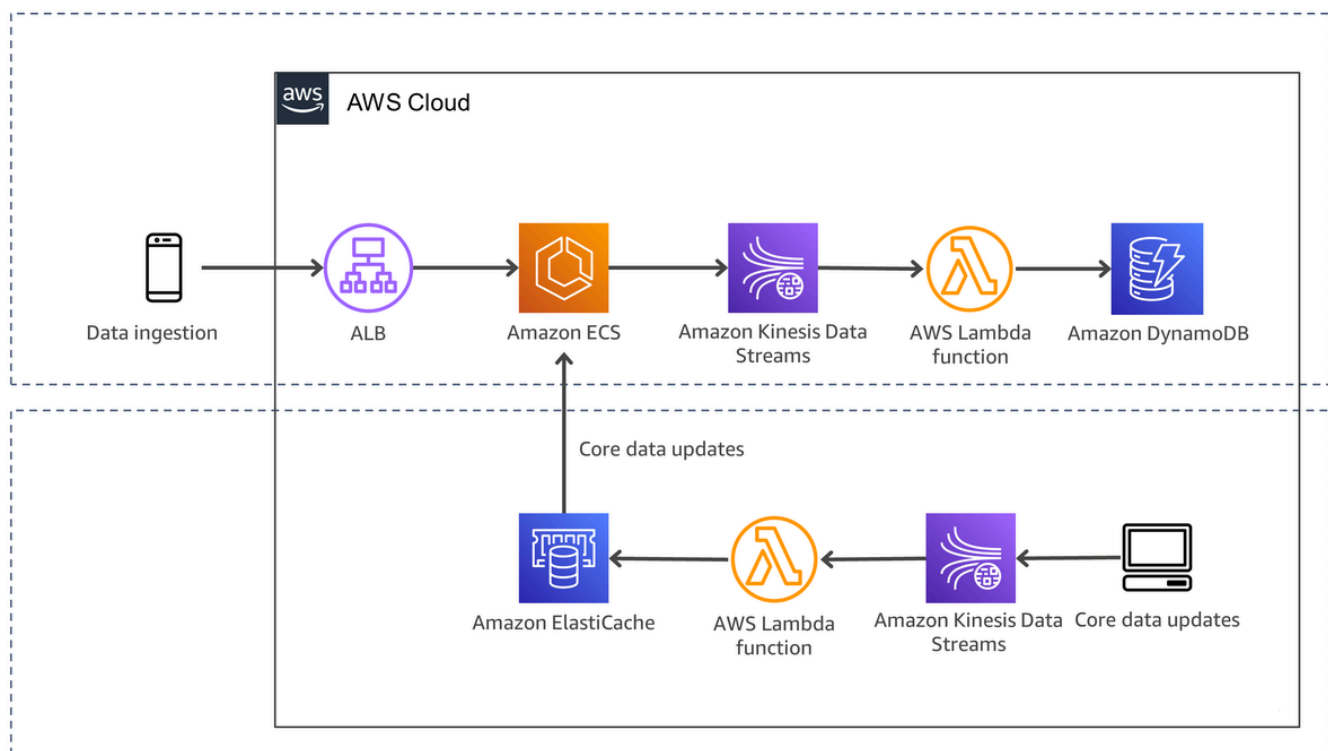 aws
AWS Cloud
Data ingestion
ALB
Amazon ECS
Amazon Kinesis Data
Streams
AWS Lambda
function
Amazon DynamoDB
Core data updates
Amazon ElastiCache
AWS Lambda
function
Amazon Kinesis Data
Streams
Core data updates